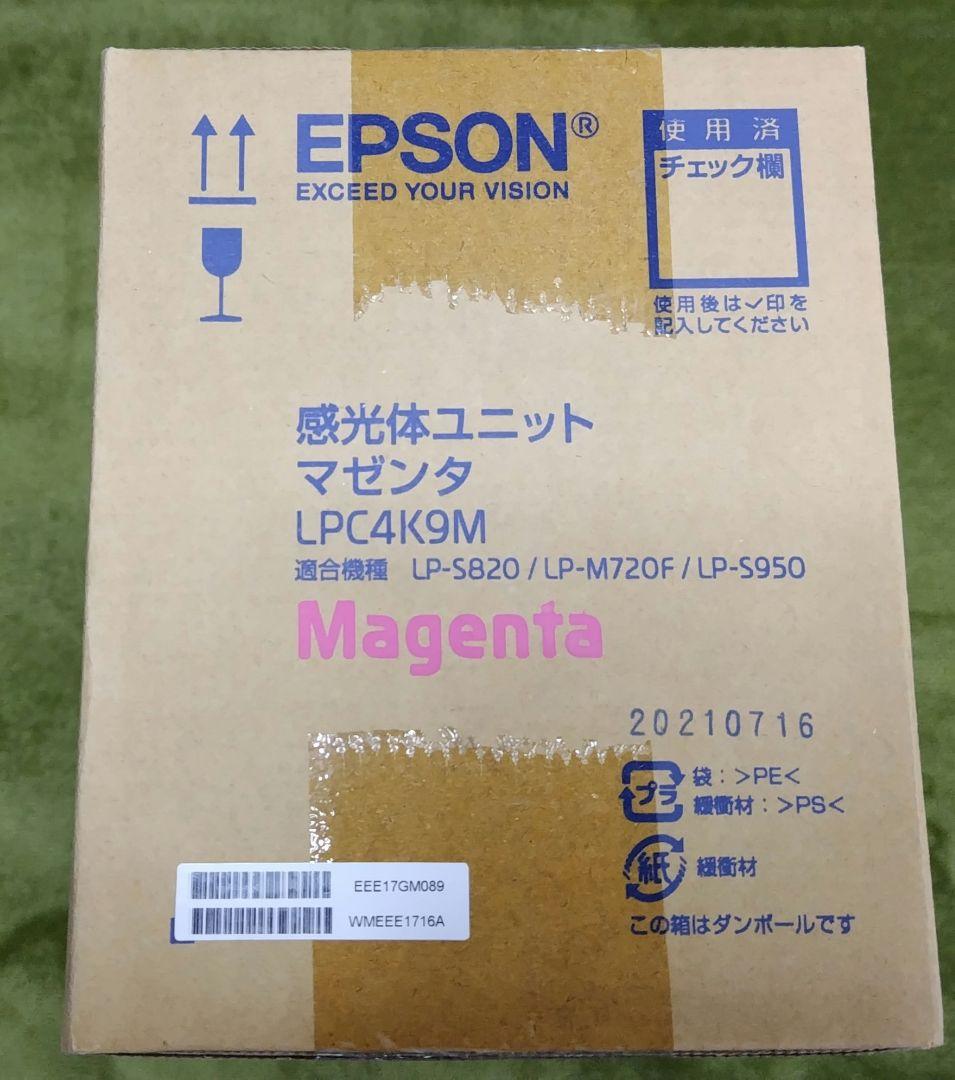 EPSON®
EXCEED YOUR VISION
使用済
チェック欄
使用後は✓印を
記入してください
感光体ユニット
マゼンタ
LPC4K9M
適合機種 LP-S820 / LP-M720F / LP-S950
Magenta
20210716
プラ
袋：>PE<
緩衝材：>PS<
紙
緩衝材
この箱はダンボールです
EEE17GM089
WMEEE1716A